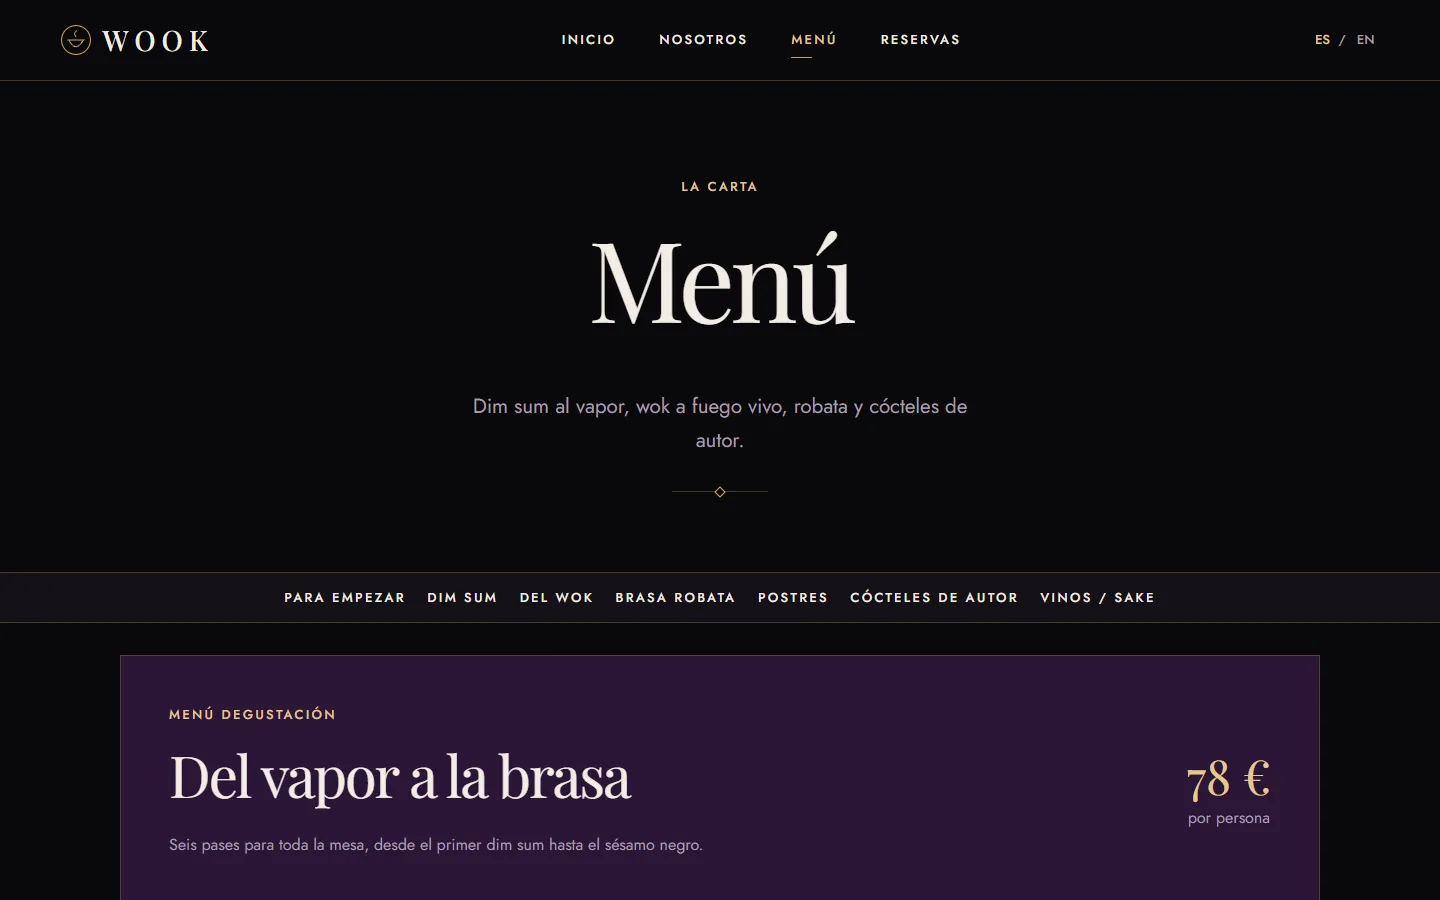 WOOK
INICIO NOSOTROS MENÚ RESERVAS
ES / EN
LA CARTA
Menú
Dim sum al vapor, wok a fuego vivo, robata y cócteles de
autor.
PARA EMPEZAR DIM SUM DEL WOK BRASA ROBATA POSTRES CÓCTELES DE AUTOR VINOS / SAKE
MENÚ DEGUSTACIÓN
Del vapor a la brasa
78 €
por persona
Seis pases para toda la mesa, desde el primer dim sum hasta el sésamo negro.